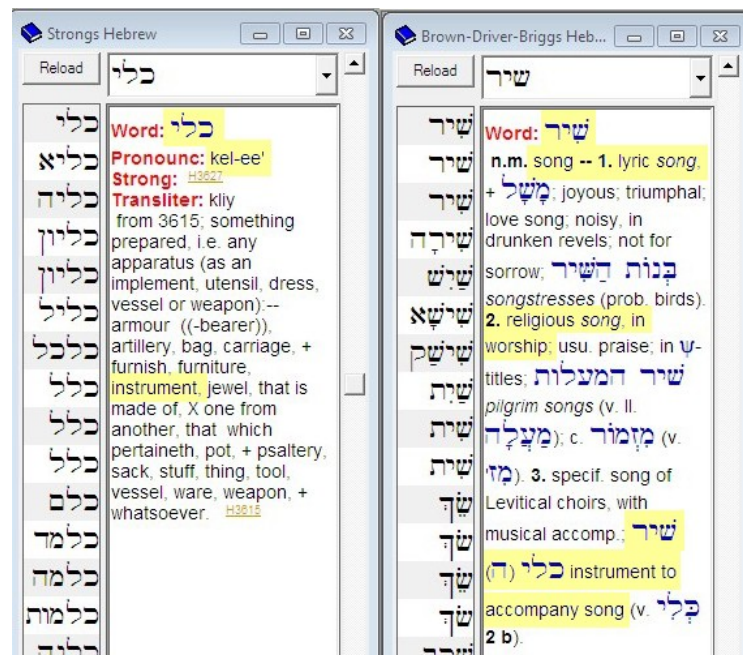 Strongs Hebrew
Reload
כלי
כלי
כליא
כליה
כליון
כליון
כליל
כלכל
כלל
כלל
כלל
כלם
כלמד
כלמה
כלמות
Word: כלי
Pronounc: kel-ee'
Strong: H3627
Transliter: kliy
from 3615; something
prepared, i.e. any
apparatus (as an
implement, utensil, dress,
vessel or weapon):--
armour ((-bearer)),
artillery, bag, carriage, +
furnish, furniture,
instrument, jewel, that is
made of, X one from
another, that which
pertaineth, pot, + psaltery,
sack, stuff, thing, tool,
vessel, ware, weapon, +
whatsoever. H3615
Brown-Driver-Briggs Heb...
Reload
שיר
שִׁיר
שיר
שִׁיר
שִׁירָה
שַׁיִשׁ
שִׁישָׁא
שִׁישַׁק
שַׁיִת
שִׁית
שִׁית
שֵׂךְ
שׂךְ
שֵׂךְ
שׂךְ
Word: שִׁיר
n.m. song -- 1. lyric song,
+ מָשָׁל; joyous; triumphal;
love song; noisy, in
drunken revels; not for
sorrow; בְּנוֹת הַשִּׁיר
songstresses (prob. birds).
2. religious song, in
worship; usu. praise; in ψ-
titles; שיר המעלות
pilgrim songs (v. II.
מַעֲלָה); c. מִזְמוֹר (v.
מִז'). 3. specif. song of
Levitical choirs, with
musical accomp.; שיר
(ה) כלי instrument to
accompany song (v. כְּלִי
2 b).